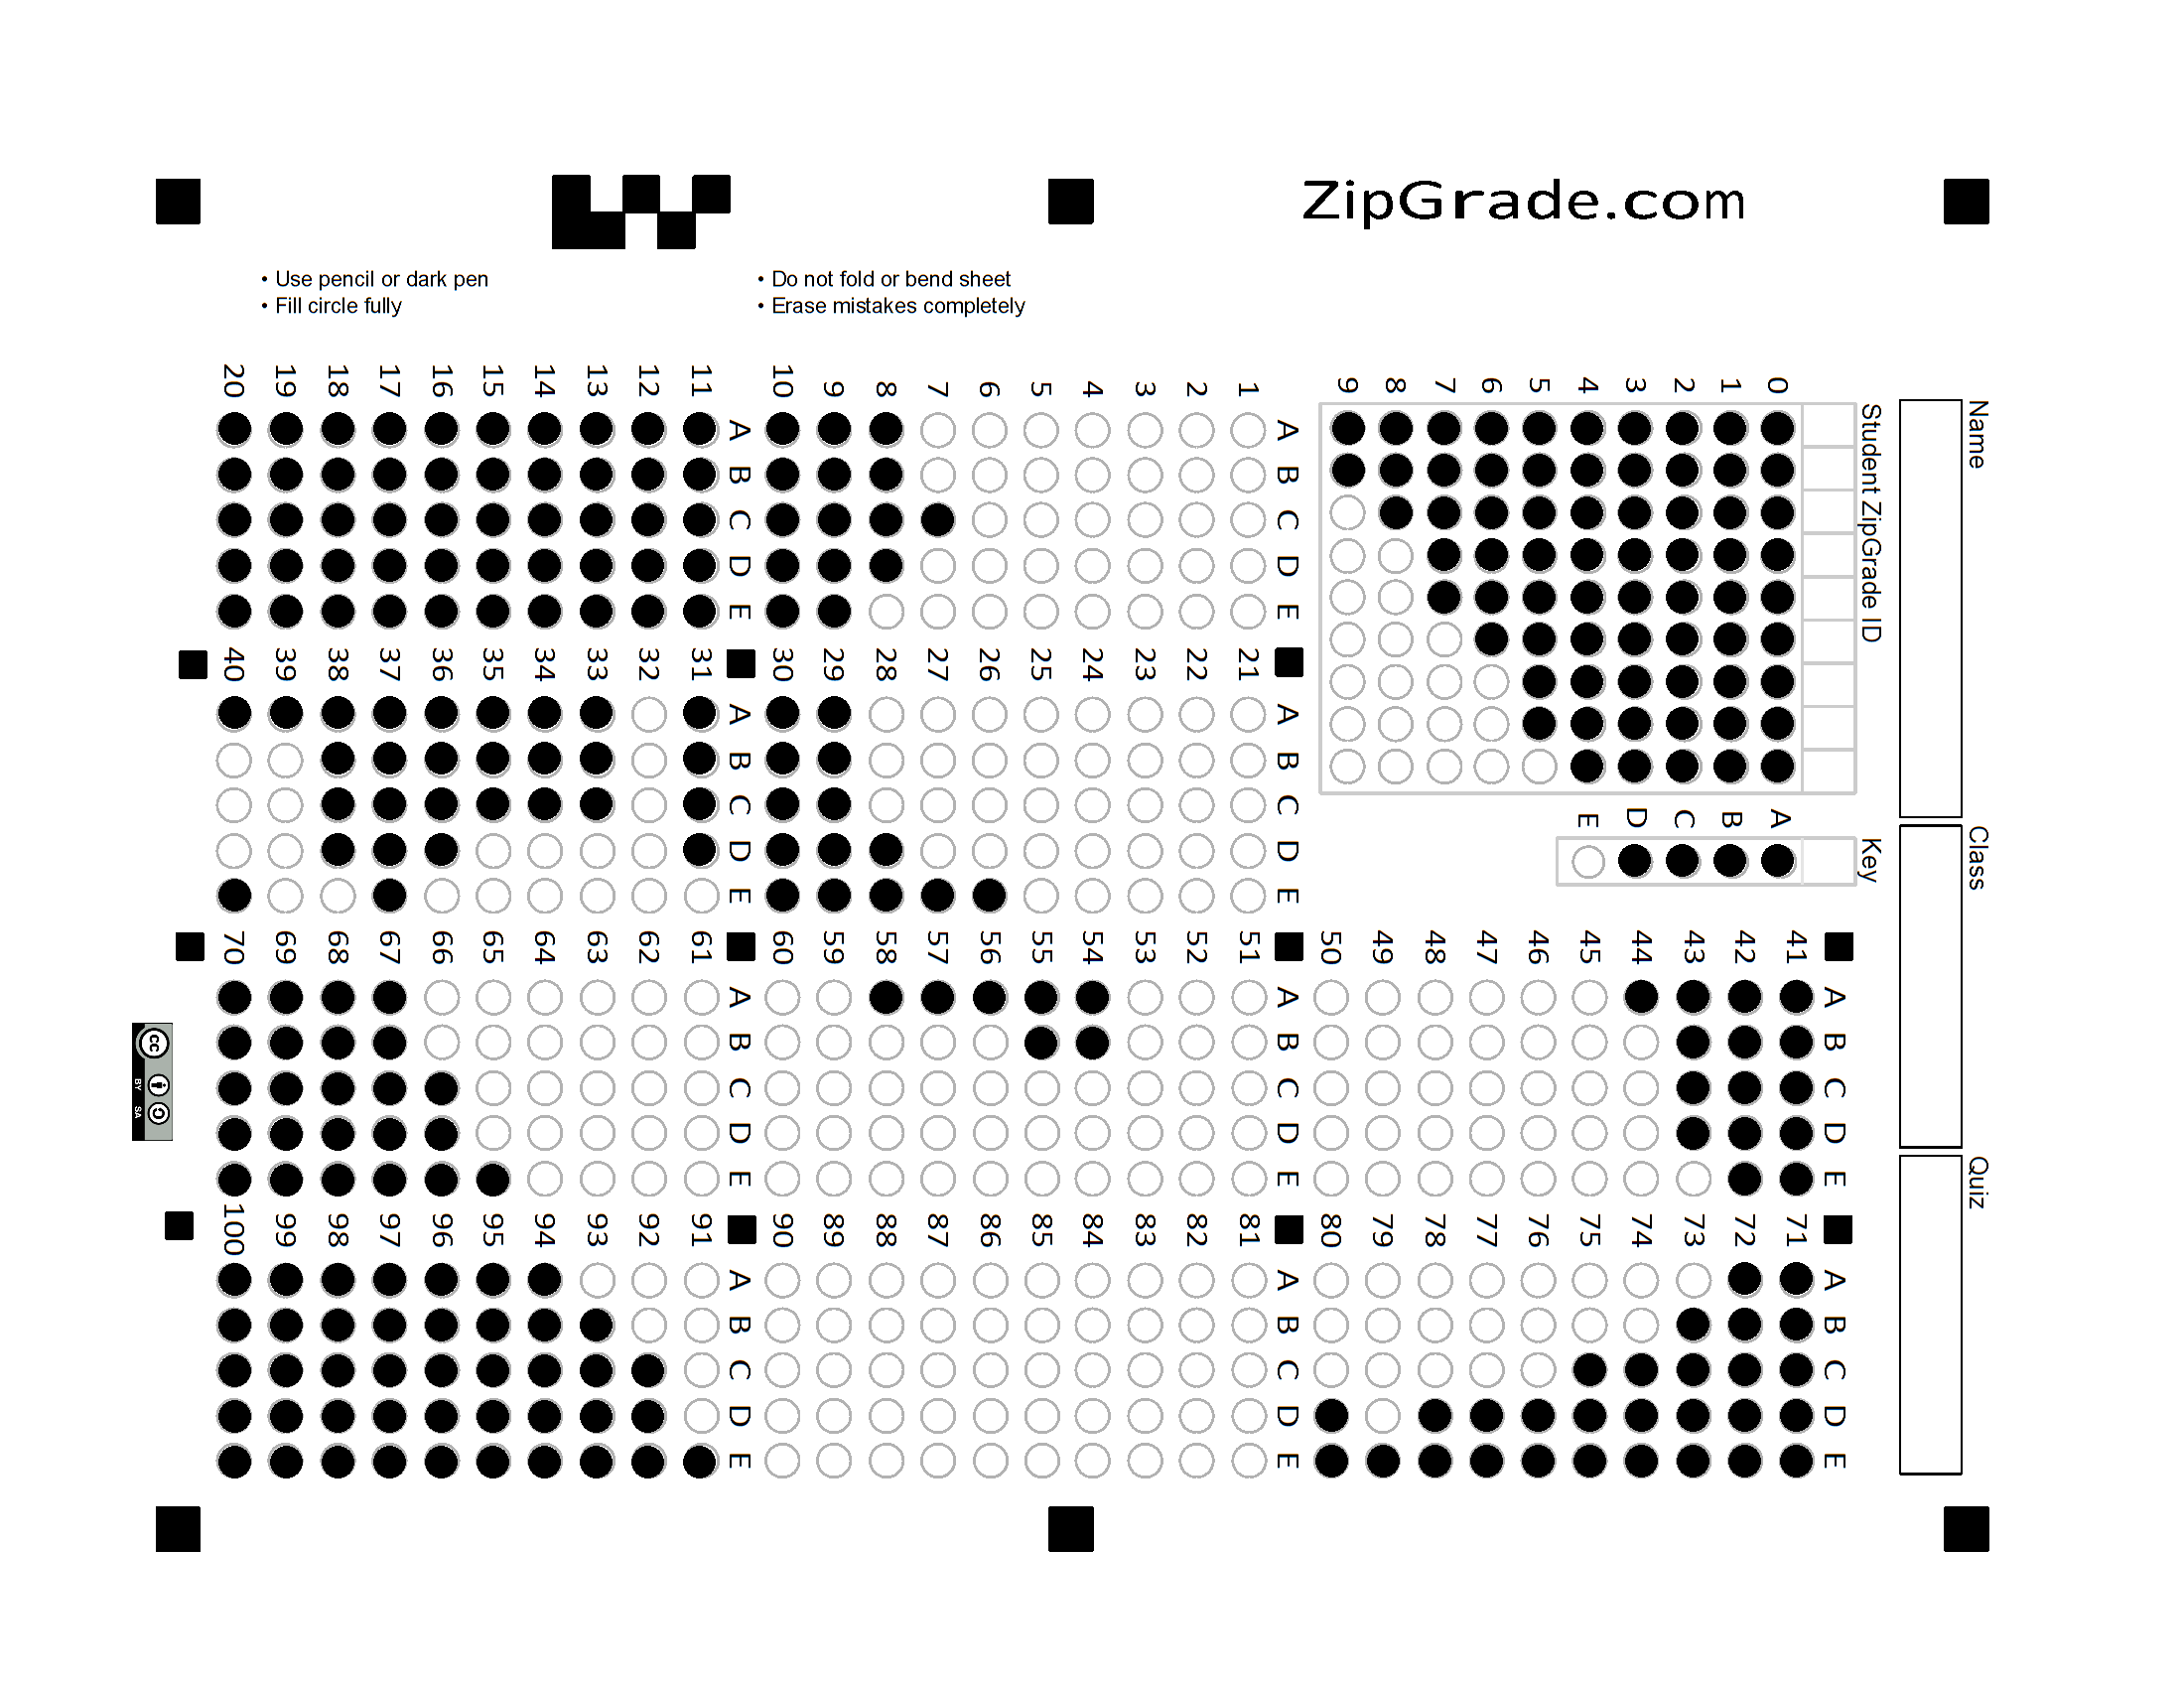 ZipGrade.com
• Use pencil or dark pen
• Fill circle fully
• Do not fold or bend sheet
• Erase mistakes completely
Name
Class
Quiz
Student ZipGrade ID
0 1 2 3 4 5 6 7 8 9
Key
A B C D E
1 2 3 4 5 6 7 8 9 10
A B C D E
11 12 13 14 15 16 17 18 19 20
A B C D E
21 22 23 24 25 26 27 28 29 30
A B C D E
31 32 33 34 35 36 37 38 39 40
A B C D E
41 42 43 44 45 46 47 48 49 50
A B C D E
51 52 53 54 55 56 57 58 59 60
A B C D E
61 62 63 64 65 66 67 68 69 70
A B C D E
71 72 73 74 75 76 77 78 79 80
A B C D E
81 82 83 84 85 86 87 88 89 90
A B C D E
91 92 93 94 95 96 97 98 99 100
A B C D E
cc
BY SA